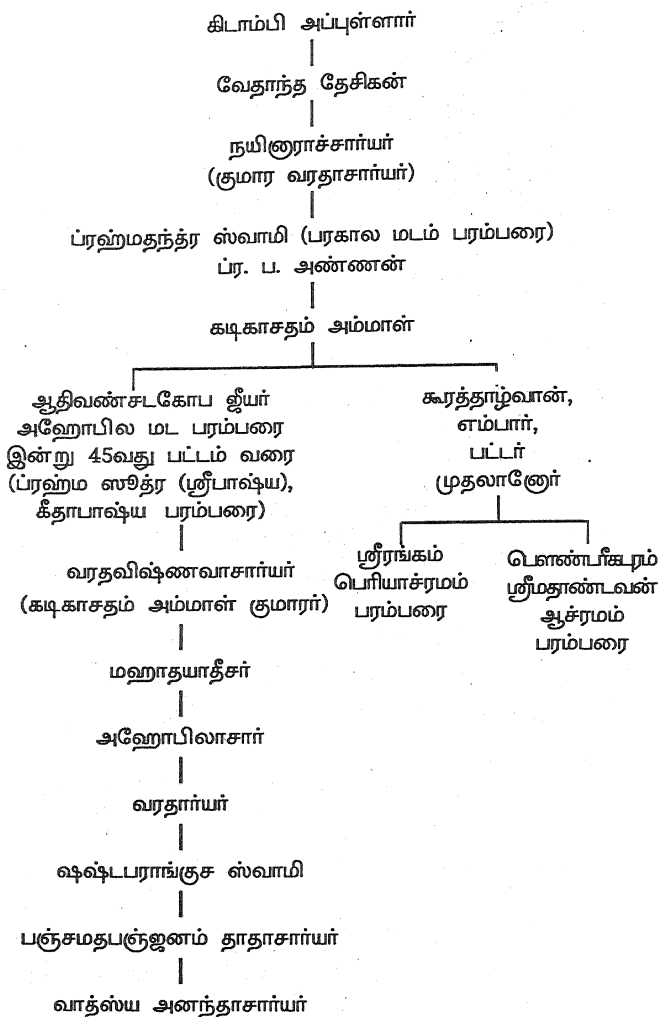 கிடாம்பி அப்புள்ளார்
வேதாந்த தேசிகன்
நயினாராச்சார்யர்
(குமார வரதாசார்யர்)
ப்ரஹ்மதந்த்ர ஸ்வாமி (பரகால மடம் பரம்பரை)
ப்ர. ப. அண்ணன்
கடிகாசதம் அம்மாள்
ஆதிவண்சடகோப ஜீயர்
அஹோபில மட பரம்பரை
இன்று 45வது பட்டம் வரை
(ப்ரஹ்ம ஸூத்ர (ஸ்ரீபாஷ்ய),
கீதாபாஷ்ய பரம்பரை)
வரதவிஷ்ணவாசார்யர்
(கடிகாசதம் அம்மாள் குமாரர்)
மஹாதயாதீசர்
அஹோபிலாசார்
வரதார்யர்
ஷஷ்டபராங்குச ஸ்வாமி
பஞ்சமதபஞ்ஜனம் தாதாசார்யர்
வாத்ஸ்ய அனந்தாசார்யர்
கூரத்தாழ்வான்,
எம்பார்,
பட்டர்
முதலானோர்
ஸ்ரீரங்கம்
பெரியாச்ரமம்
பரம்பரை
பௌண்டரீகபுரம்
ஸ்ரீமதாண்டவன்
ஆச்ரமம்
பரம்பரை